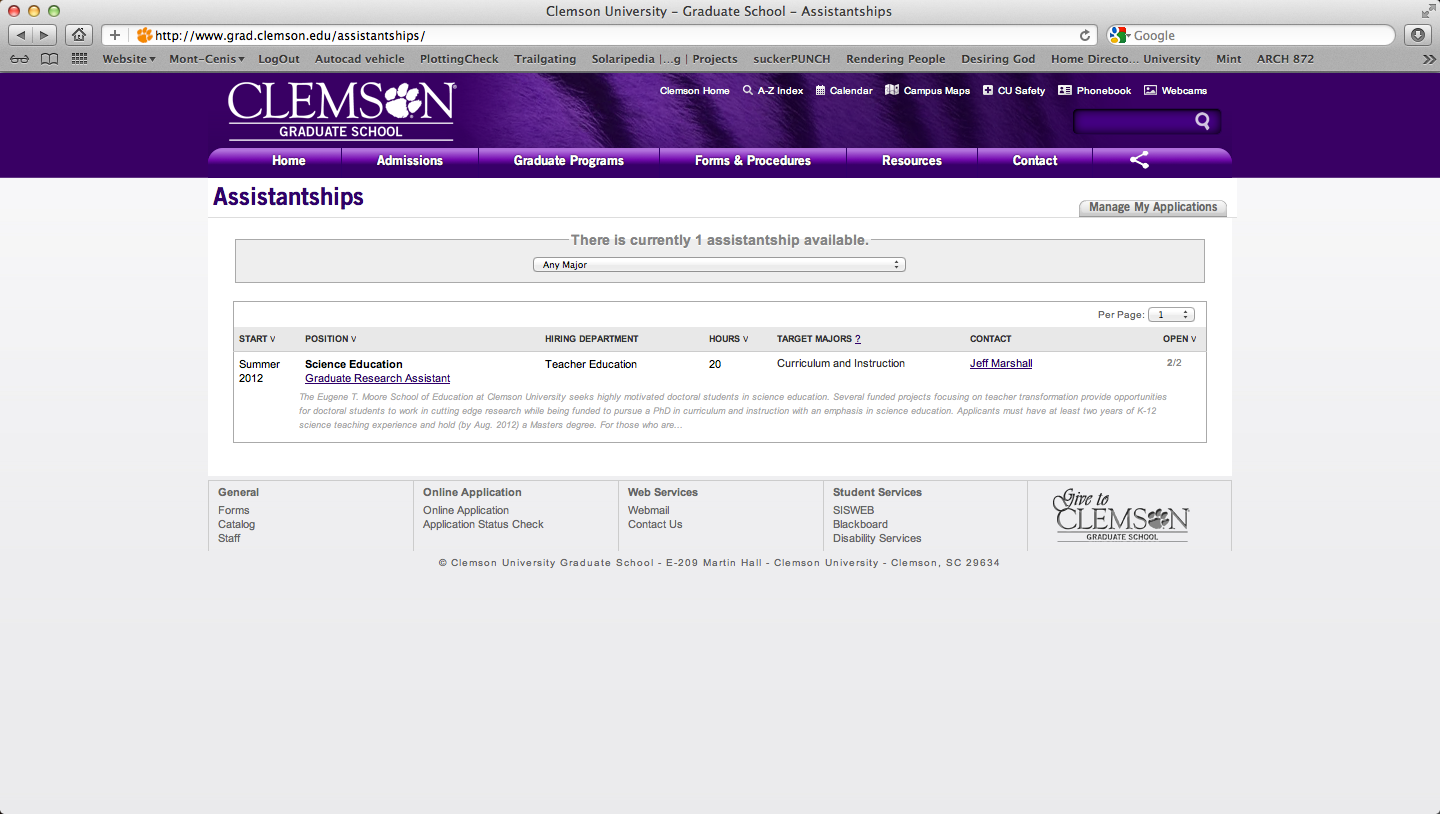 Clemson University – Graduate School – Assistantships
http://www.grad.clemson.edu/assistantships/
Google
Website Mont-Cenis LogOut Autocad vehicle PlottingCheck Trailgating Solaripedia |...g | Projects suckerPUNCH Rendering People Desiring God Home Directo... University Mint ARCH 872
CLEMSON®
GRADUATE SCHOOL
Clemson Home A-Z Index Calendar Campus Maps CU Safety Phonebook Webcams
Home Admissions Graduate Programs Forms & Procedures Resources Contact
Assistantships
Manage My Applications
There is currently 1 assistantship available.
Any Major
Per Page: 1
START v POSITION v HIRING DEPARTMENT HOURS v TARGET MAJORS ? CONTACT OPEN v
Summer 2012 Science Education Teacher Education 20 Curriculum and Instruction Jeff Marshall 2/2
Graduate Research Assistant
The Eugene T. Moore School of Education at Clemson University seeks highly motivated doctoral students in science education. Several funded projects focusing on teacher transformation provide opportunities
for doctoral students to work in cutting edge research while being funded to pursue a PhD in curriculum and instruction with an emphasis in science education. Applicants must have at least two years of K-12
science teaching experience and hold (by Aug. 2012) a Masters degree. For those who are...
General
Forms
Catalog
Staff
Online Application
Online Application
Application Status Check
Web Services
Webmail
Contact Us
Student Services
SISWEB
Blackboard
Disability Services
Give to
CLEMSON
GRADUATE SCHOOL
© Clemson University Graduate School - E-209 Martin Hall - Clemson University - Clemson, SC 29634